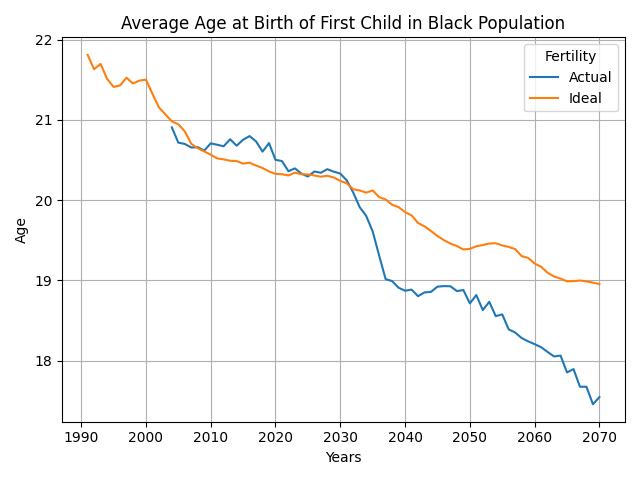 Average Age at Birth of First Child in Black Population
22
21
20
19
18
Age
Fertility
Actual
Ideal
1990 2000 2010 2020 2030 2040 2050 2060 2070
Years